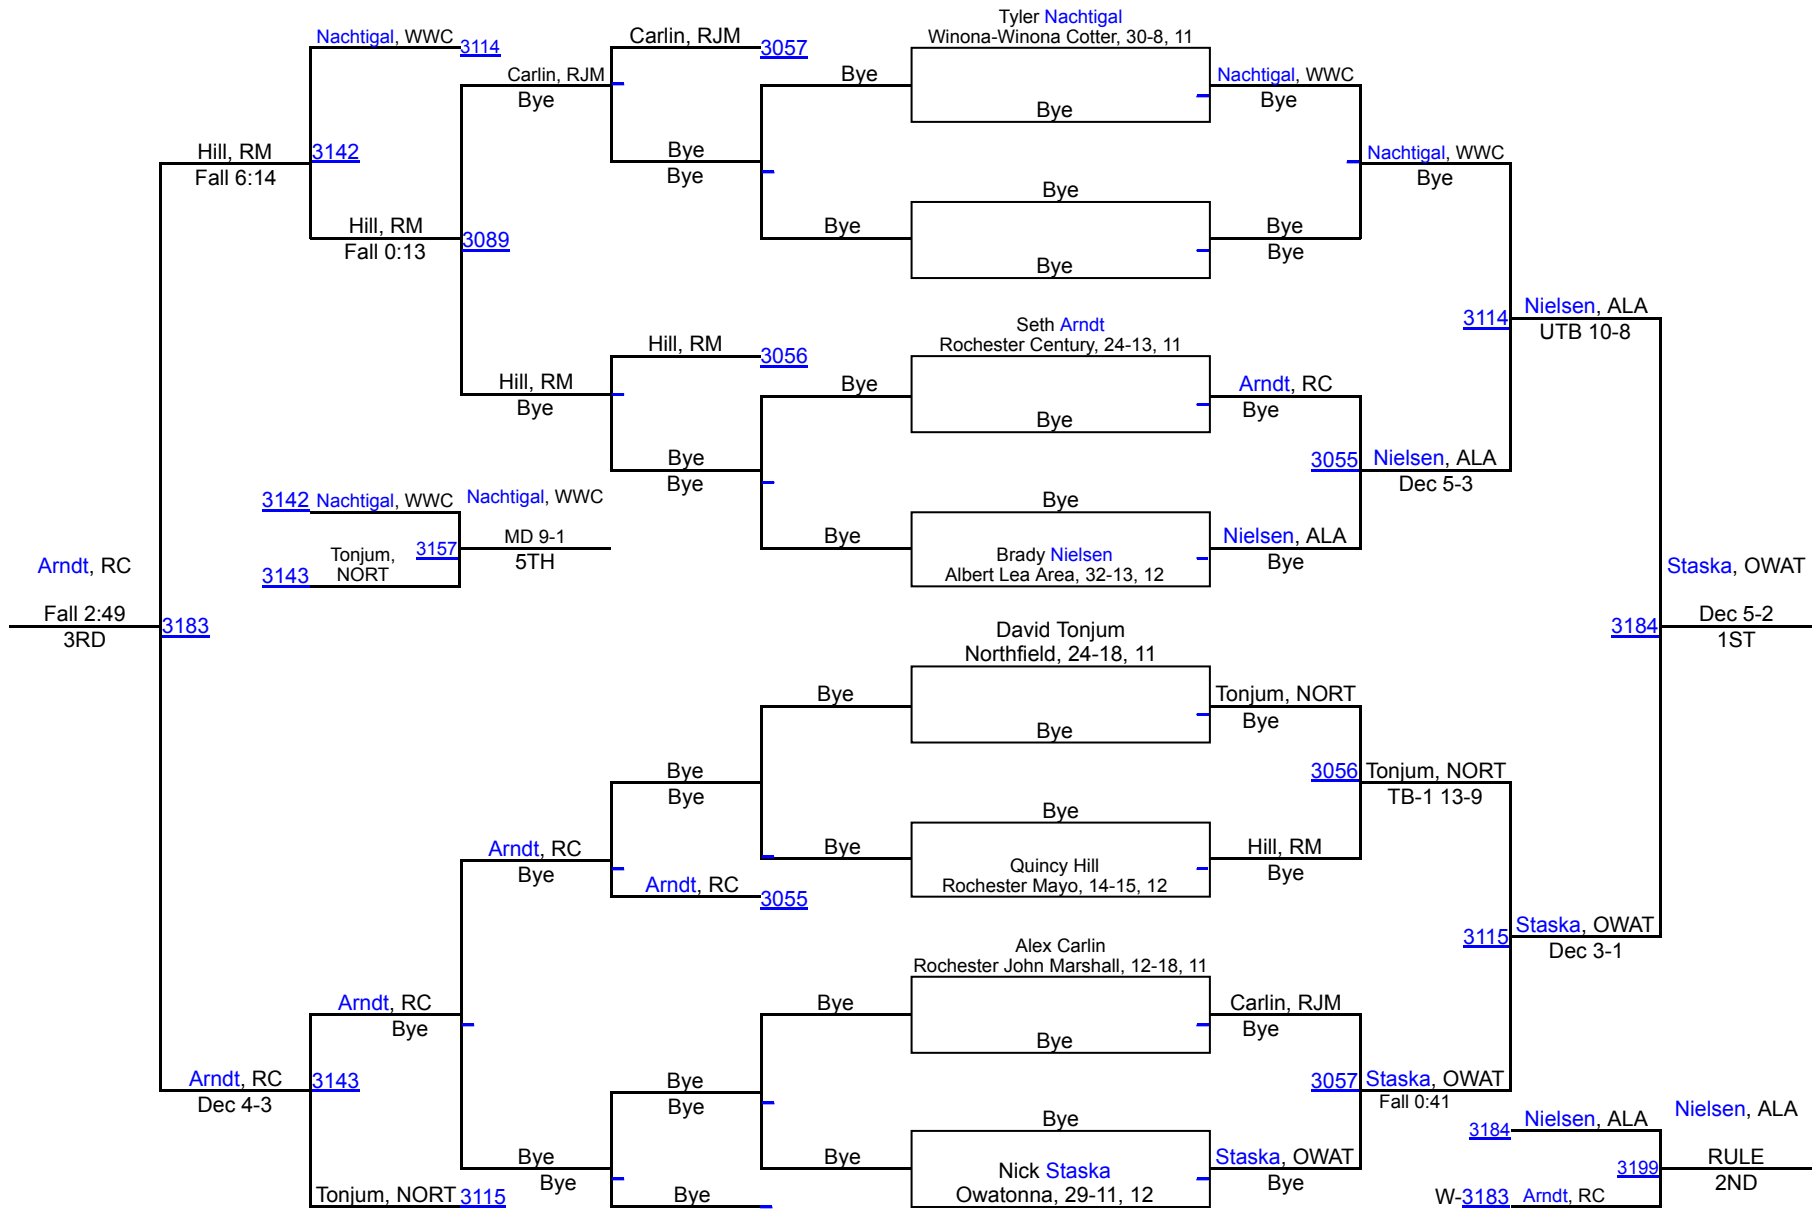 Tyler Nachtigal
Winona-Winona Cotter, 30-8, 11
Nachtigal, WWC 3114
Carlin, RJM 3057
Carlin, RJM
Bye
Bye
Bye
Nachtigal, WWC
Bye
Hill, RM
Fall 6:14
3142
Bye
Bye
Nachtigal, WWC
Bye
Bye
Hill, RM
Fall 0:13
3089
Bye
Bye
Bye
Bye
Seth Arndt
Rochester Century, 24-13, 11
3114
Nielsen, ALA
UTB 10-8
Hill, RM 3056
Hill, RM
Bye
Bye
Bye
Arndt, RC
Bye
Bye
Bye
3055
Nielsen, ALA
Dec 5-3
3142 Nachtigal, WWC
Nachtigal, WWC
Bye
3157
MD 9-1
5TH
Tonjum,
NORT
3143
Bye
Brady Nielsen
Albert Lea Area, 32-13, 12
Nielsen, ALA
Bye
Arndt, RC
Fall 2:49
3RD
3183
Staska, OWAT
Dec 5-2
1ST
3184
David Tonjum
Northfield, 24-18, 11
Bye
Bye
Tonjum, NORT
Bye
Bye
Bye
3056
Tonjum, NORT
TB-1 13-9
Bye
Arndt, RC
Bye
Bye
Quincy Hill
Rochester Mayo, 14-15, 12
Hill, RM
Bye
Arndt, RC 3055
3115
Staska, OWAT
Dec 3-1
Alex Carlin
Rochester John Marshall, 12-18, 11
Arndt, RC
Bye
Bye
Bye
Carlin, RJM
Bye
Arndt, RC
Dec 4-3
3143
Bye
Bye
3057
Staska, OWAT
Fall 0:41
Bye
Bye
Bye
Bye
Nick Staska
Owatonna, 29-11, 12
Staska, OWAT
Bye
3184
Nielsen, ALA
Nielsen, ALA
3199
RULE
2ND
Tonjum, NORT 3115
Bye
W-3183 Arndt, RC